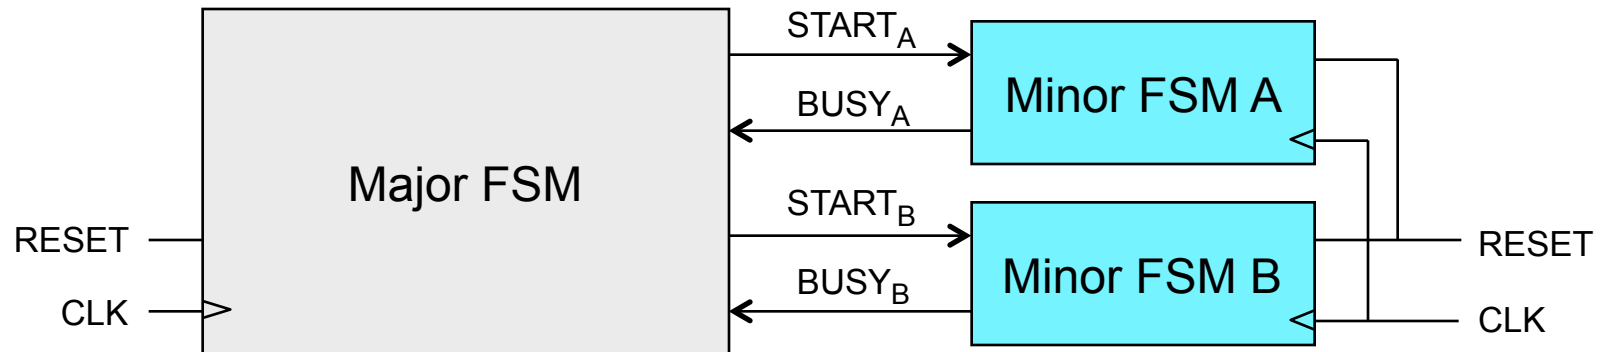 START_A
Minor FSM A
BUSY_A
Major FSM
START_B
RESET
Minor FSM B
RESET
BUSY_B
CLK
CLK